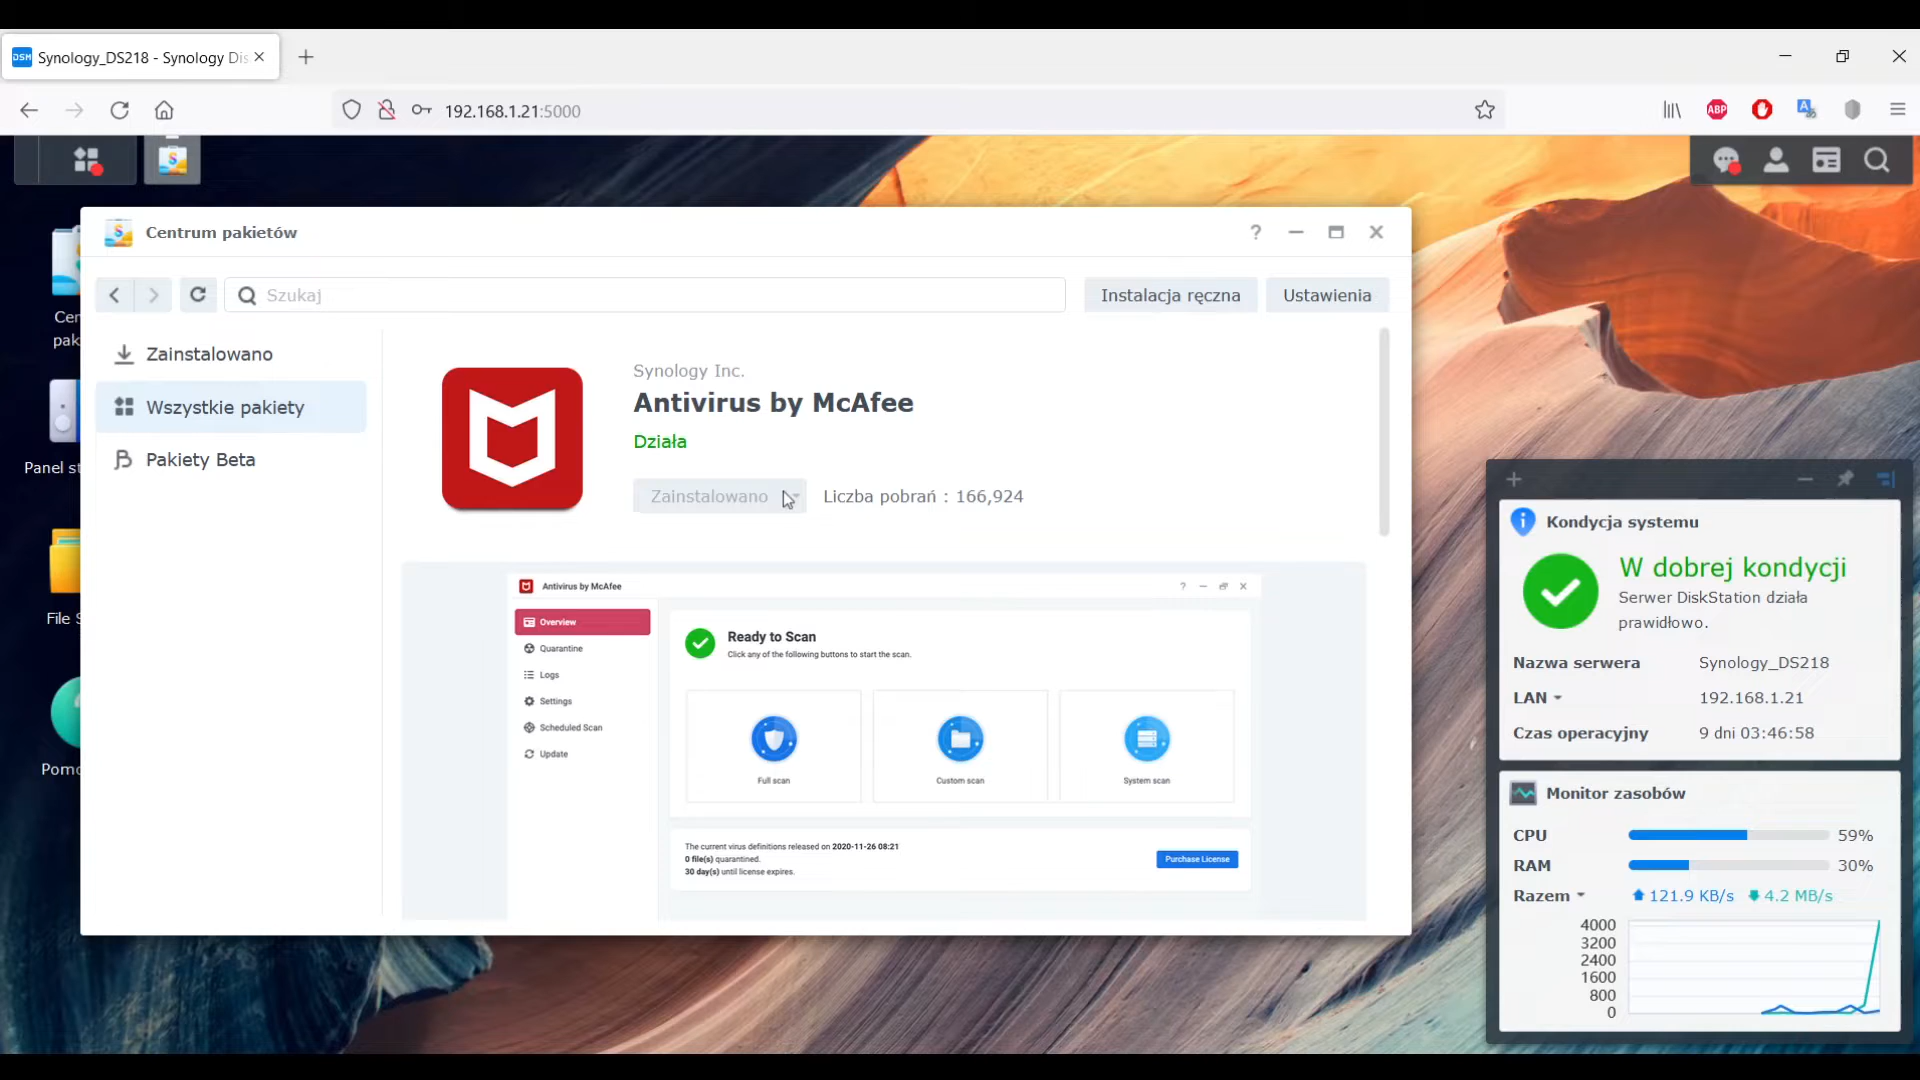 DSM Synology_DS218 - Synology Dis
192.168.1.21:5000
ABP
Centrum pakietów
Szukaj
Instalacja ręczna
Ustawienia
Zainstalowano
Wszystkie pakiety
Pakiety Beta
Synology Inc.
Antivirus by McAfee
Działa
Zainstalowano
Liczba pobrań : 166,924
Antivirus by McAfee
Overview
Quarantine
Logs
Settings
Scheduled Scan
Update
Ready to Scan
Click any of the following buttons to start the scan.
Full scan
Custom scan
System scan
The current virus definitions released on 2020-11-26 08:21
0 file(s) quarantined.
30 day(s) until license expires.
Purchase License
Cen
pak
Panel st
File S
Pomo
Kondycja systemu
W dobrej kondycji
Serwer DiskStation działa
prawidłowo.
Nazwa serwera Synology_DS218
LAN 192.168.1.21
Czas operacyjny 9 dni 03:46:58
Monitor zasobów
CPU 59%
RAM 30%
Razem 121.9 KB/s 4.2 MB/s
4000
3200
2400
1600
800
0